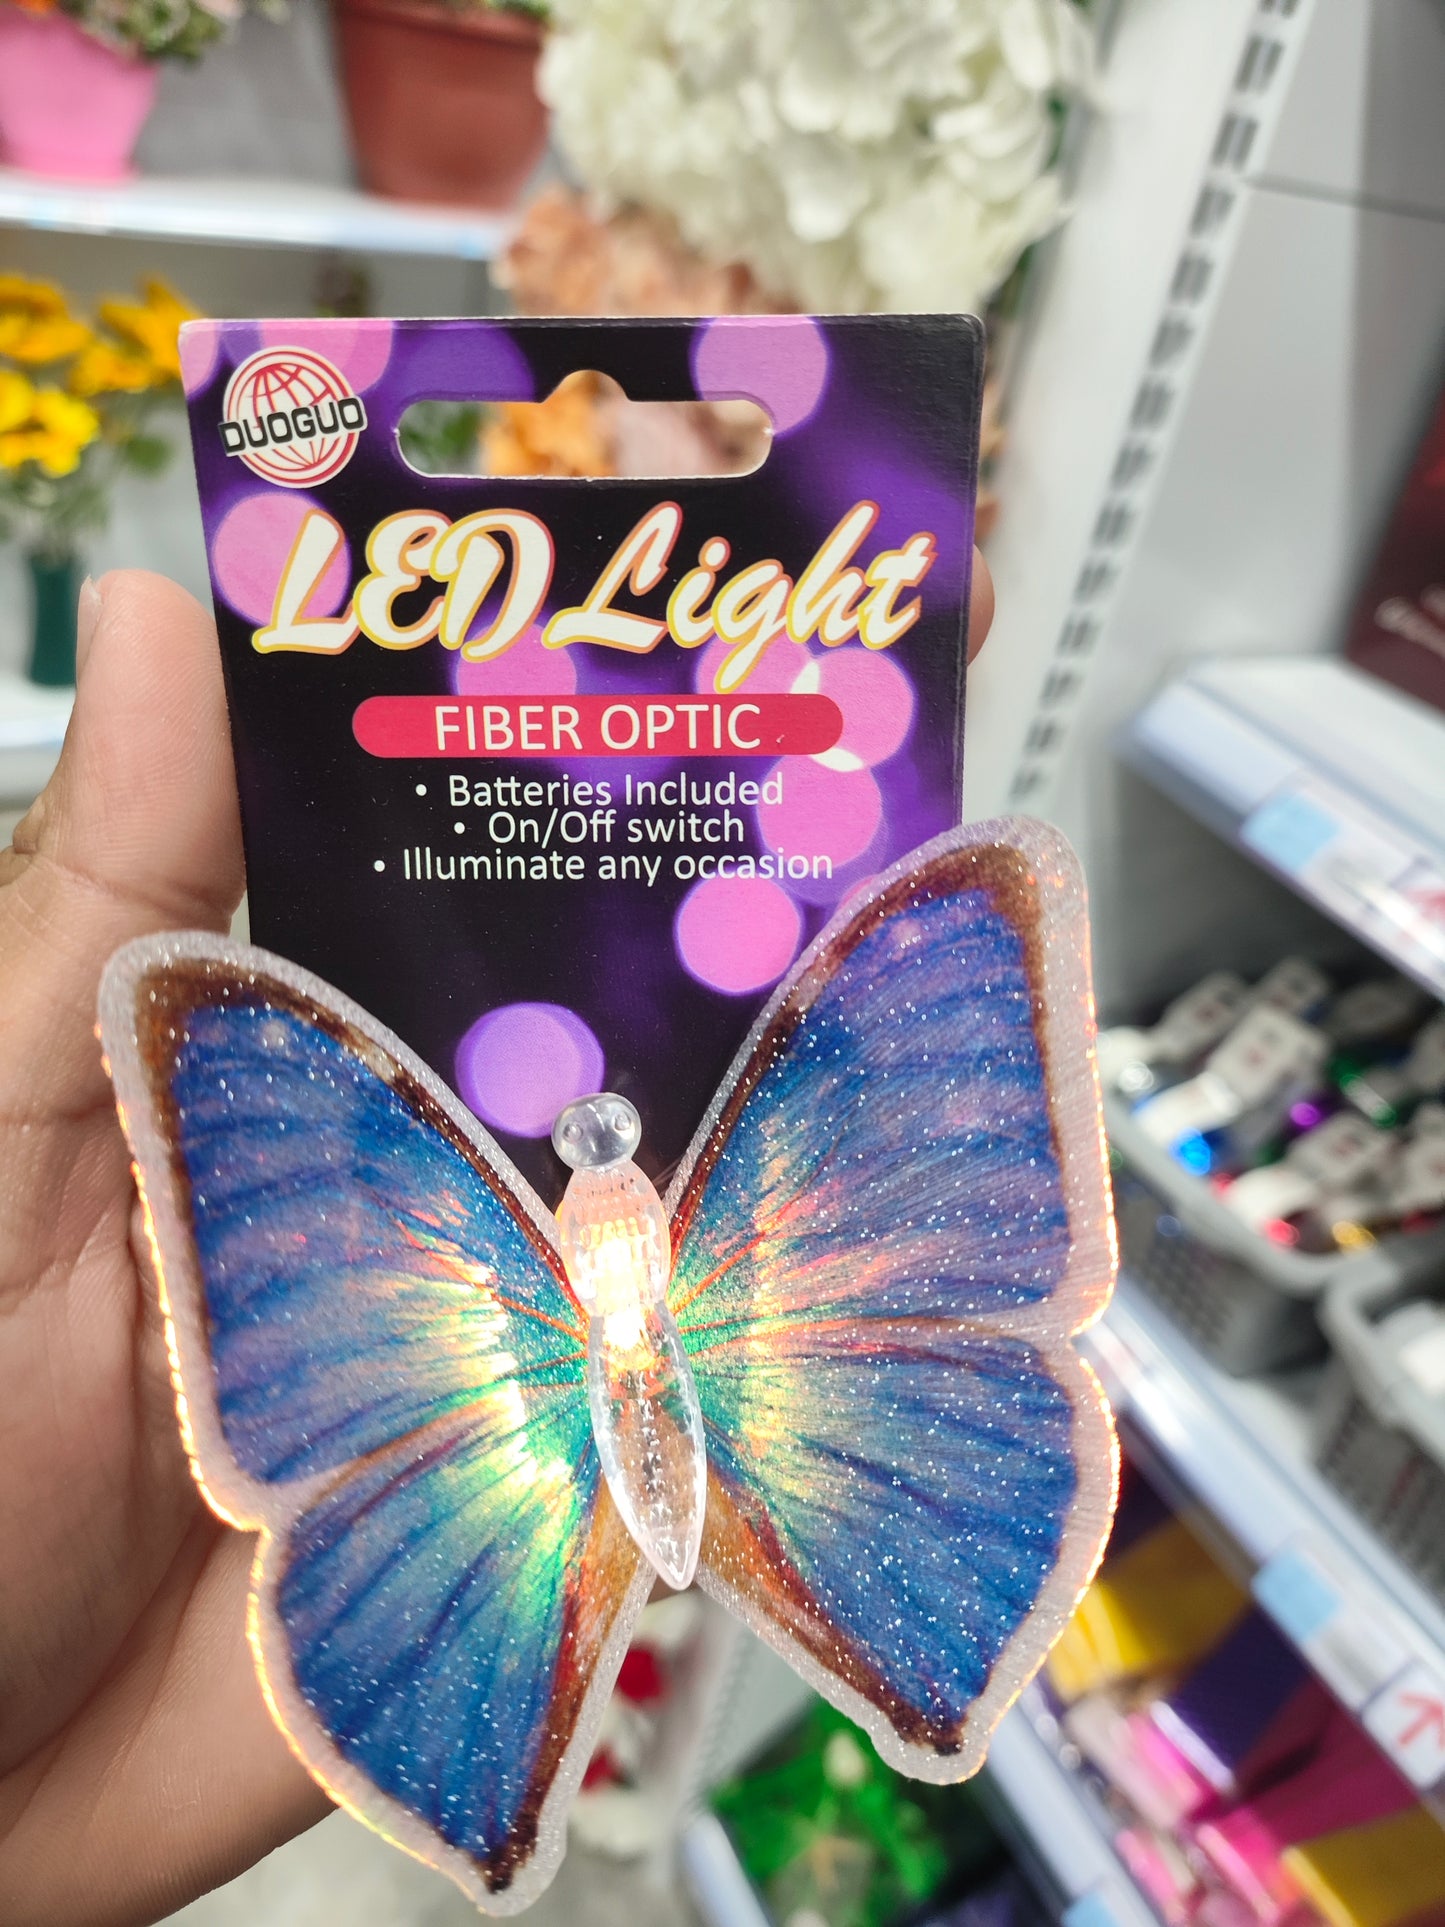 DUOGUO
LED Light
FIBER OPTIC
• Batteries Included
• On/Off switch
• Illuminate any occasion